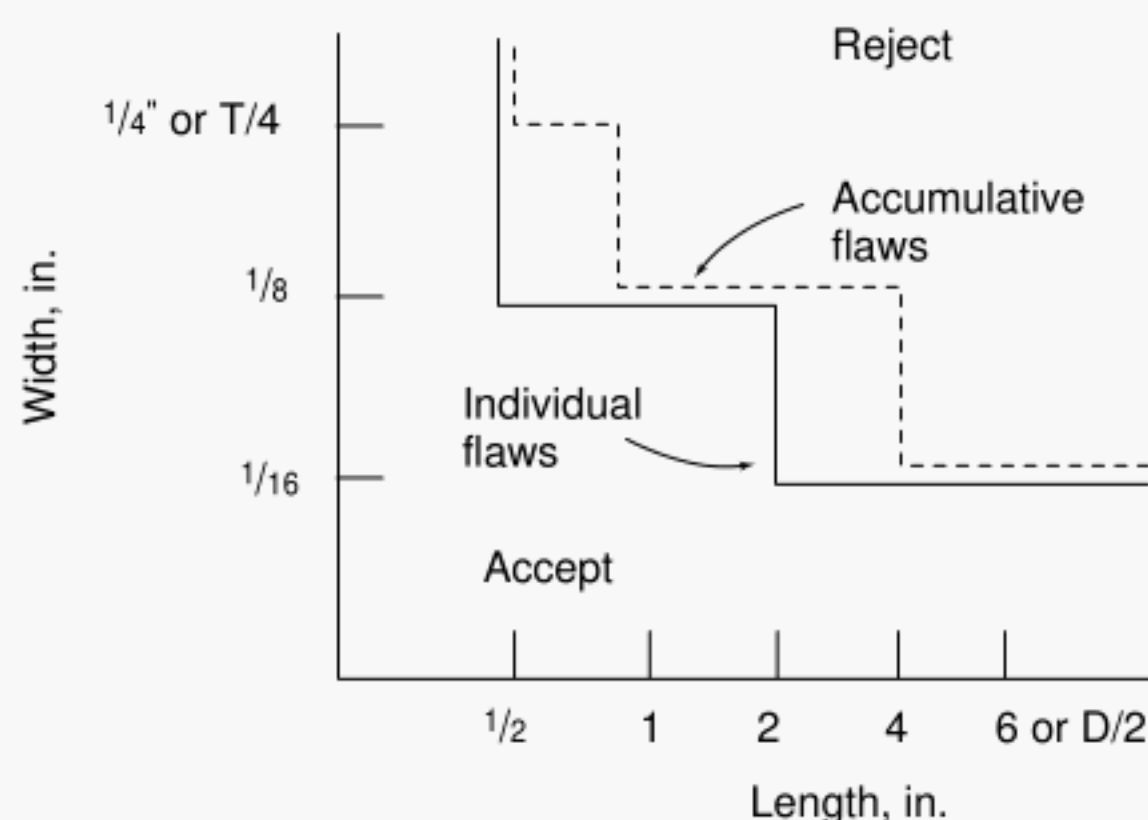 Reject
1/4" or T/4
Accumulative
flaws
1/8
Width, in.
Individual
flaws
1/16
Accept
1/2 1 2 4 6 or D/2
Length, in.